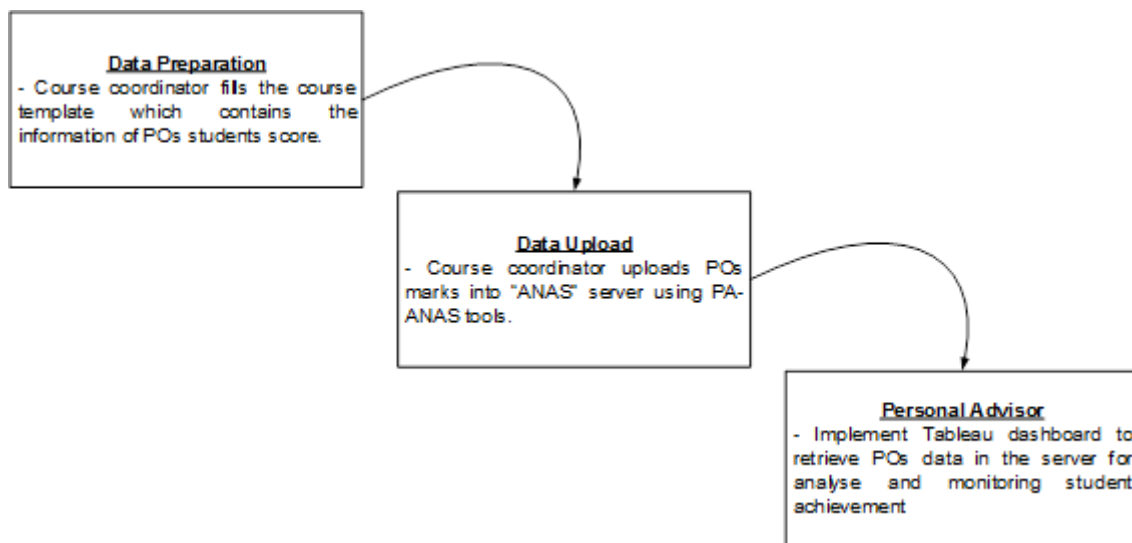 Data Preparation
- Course coordinator fills the course
template which contains the
information of POs students score.
Data Upload
- Course coordinator uploads POs
marks into "ANAS" server using PA-
ANAS tools.
Personal Advisor
- Implement Tableau dashboard to
retrieve POs data in the server for
analyse and monitoring student
achievement